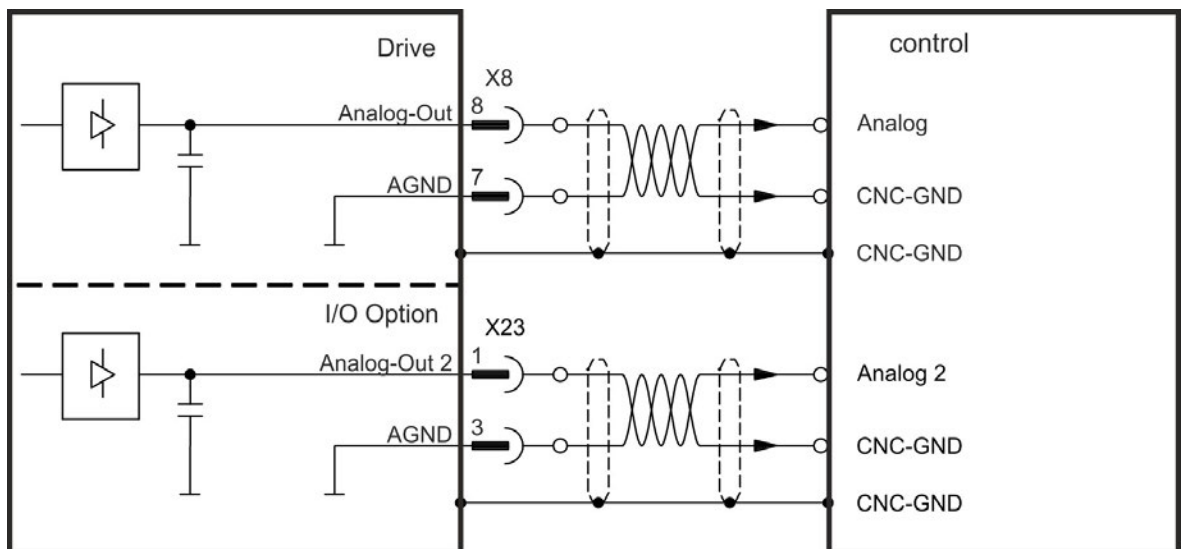 Drive
control
X8
Analog-Out
8
Analog
AGND
7
CNC-GND
CNC-GND
I/O Option
X23
Analog-Out 2
1
Analog 2
AGND
3
CNC-GND
CNC-GND